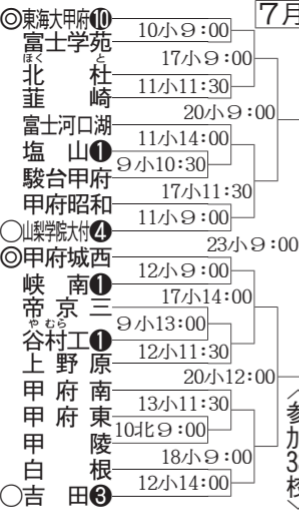 7月
◎東海大甲府❿
富士学苑
北杜
ほく と
韮崎
富士河口湖
塩山❶
駿台甲府
甲府昭和
○山梨学院大付❹
◎甲府城西
峡南❶
帝京三
谷村工❶
や むら
上野原
甲府南
甲府東
甲陵
白根
○吉田❸
10小9:00
17小9:00
11小11:30
20小9:00
11小14:00
9小10:30
17小11:30
11小9:00
23小9:00
12小9:00
17小14:00
9小13:00
12小11:30
20小12:00
13小11:30
10北9:00
18小9:00
12小14:00
〈参加3校〉